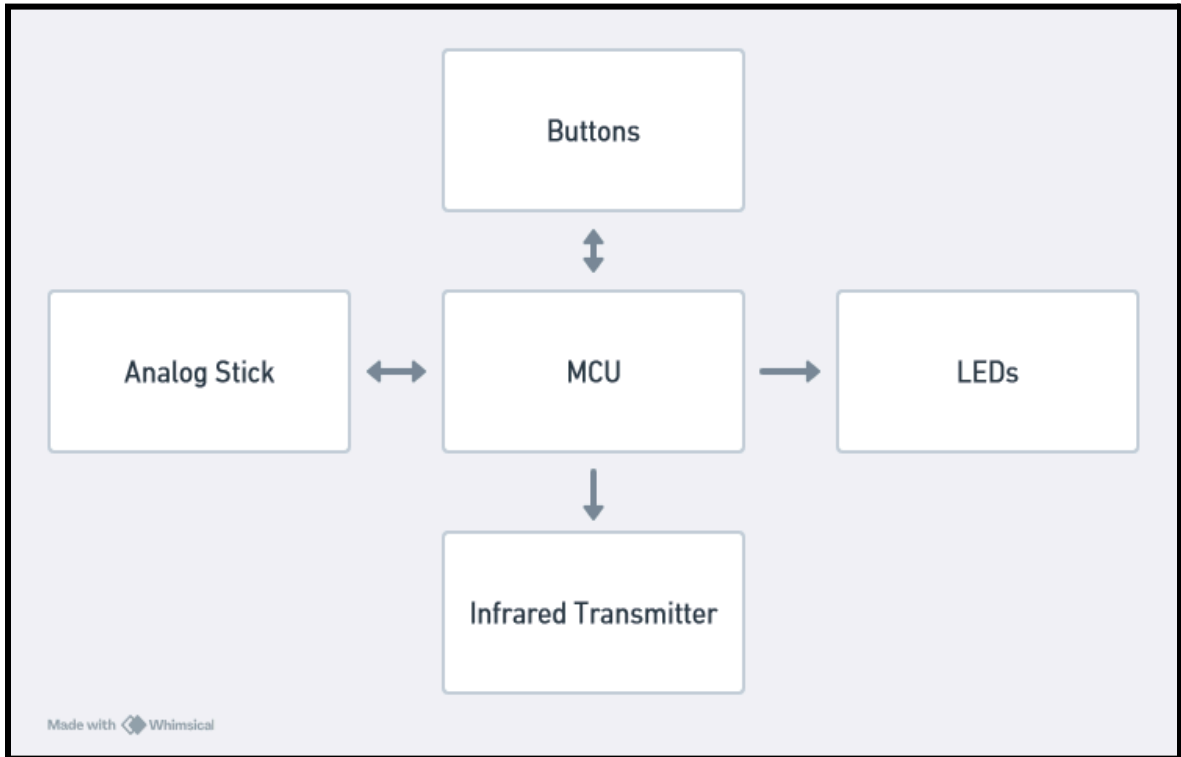 Buttons
Analog Stick
MCU
LEDs
Infrared Transmitter
Made with Whimsical